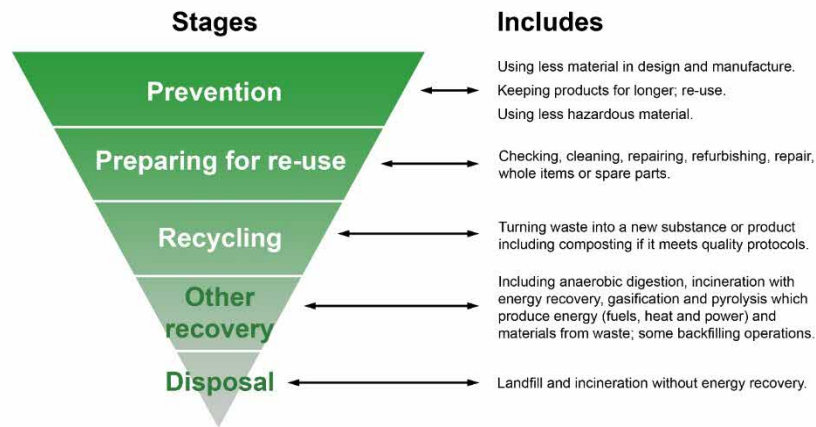 Stages
Includes
Prevention
Using less material in design and manufacture.
Keeping products for longer; re-use.
Using less hazardous material.
Preparing for re-use
Checking, cleaning, repairing, refurbishing, repair,
whole items or spare parts.
Recycling
Turning waste into a new substance or product
including composting if it meets quality protocols.
Other
recovery
Including anaerobic digestion, incineration with
energy recovery, gasification and pyrolysis which
produce energy (fuels, heat and power) and
materials from waste; some backfilling operations.
Disposal
Landfill and incineration without energy recovery.